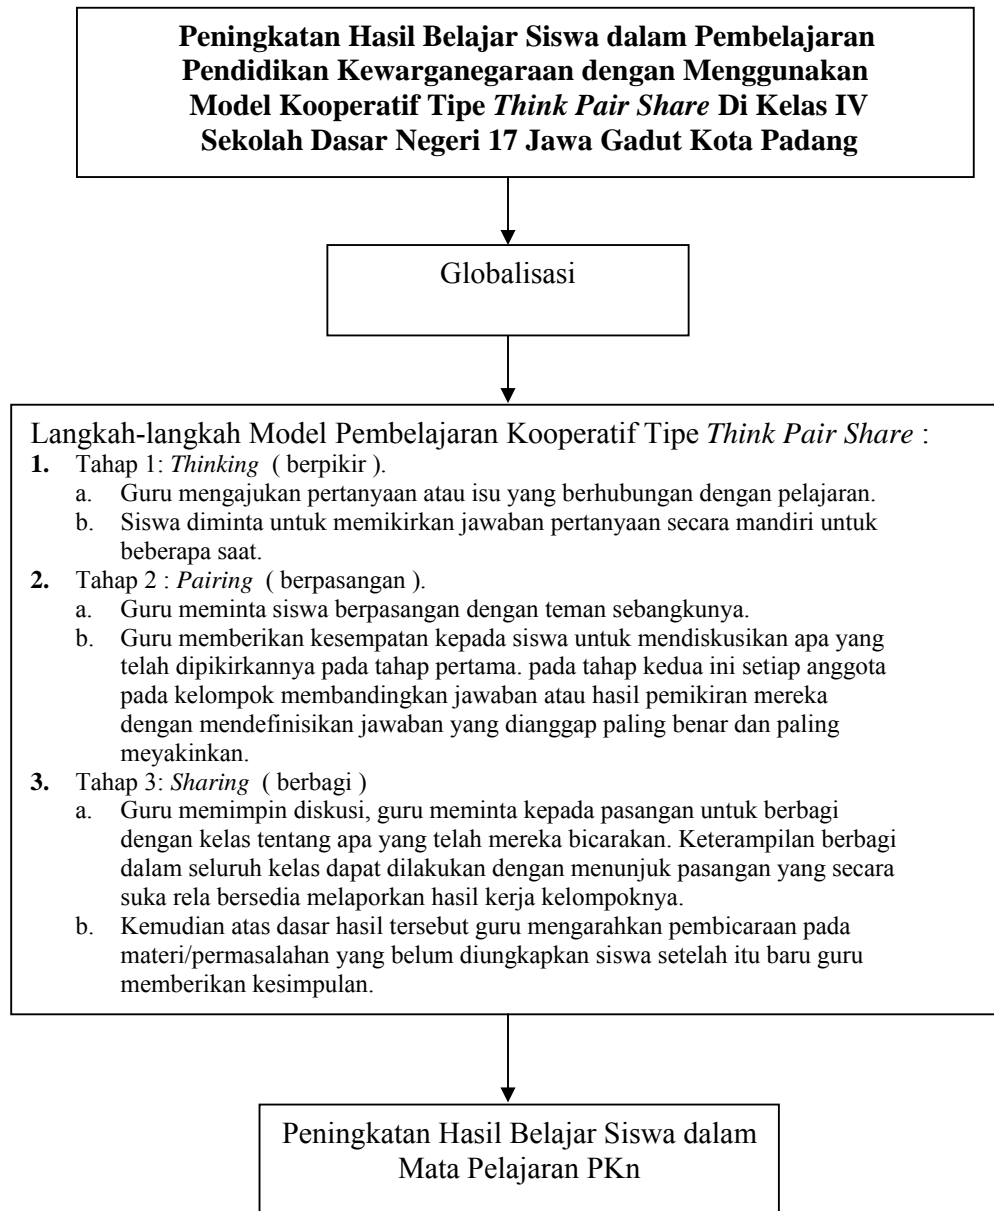 Peningkatan Hasil Belajar Siswa dalam Pembelajaran
Pendidikan Kewarganegaraan dengan Menggunakan
Model Kooperatif Tipe Think Pair Share Di Kelas IV
Sekolah Dasar Negeri 17 Jawa Gadut Kota Padang
Globalisasi
Langkah-langkah Model Pembelajaran Kooperatif Tipe Think Pair Share :
1. Tahap 1: Thinking ( berpikir ).
a. Guru mengajukan pertanyaan atau isu yang berhubungan dengan pelajaran.
b. Siswa diminta untuk memikirkan jawaban pertanyaan secara mandiri untuk
beberapa saat.
2. Tahap 2 : Pairing ( berpasangan ).
a. Guru meminta siswa berpasangan dengan teman sebangkunya.
b. Guru memberikan kesempatan kepada siswa untuk mendiskusikan apa yang
telah dipikirkannya pada tahap pertama. pada tahap kedua ini setiap anggota
pada kelompok membandingkan jawaban atau hasil pemikiran mereka
dengan mendefinisikan jawaban yang dianggap paling benar dan paling
meyakinkan.
3. Tahap 3: Sharing ( berbagi )
a. Guru memimpin diskusi, guru meminta kepada pasangan untuk berbagi
dengan kelas tentang apa yang telah mereka bicarakan. Keterampilan berbagi
dalam seluruh kelas dapat dilakukan dengan menunjuk pasangan yang secara
suka rela bersedia melaporkan hasil kerja kelompoknya.
b. Kemudian atas dasar hasil tersebut guru mengarahkan pembicaraan pada
materi/permasalahan yang belum diungkapkan siswa setelah itu baru guru
memberikan kesimpulan.
Peningkatan Hasil Belajar Siswa dalam
Mata Pelajaran PKn